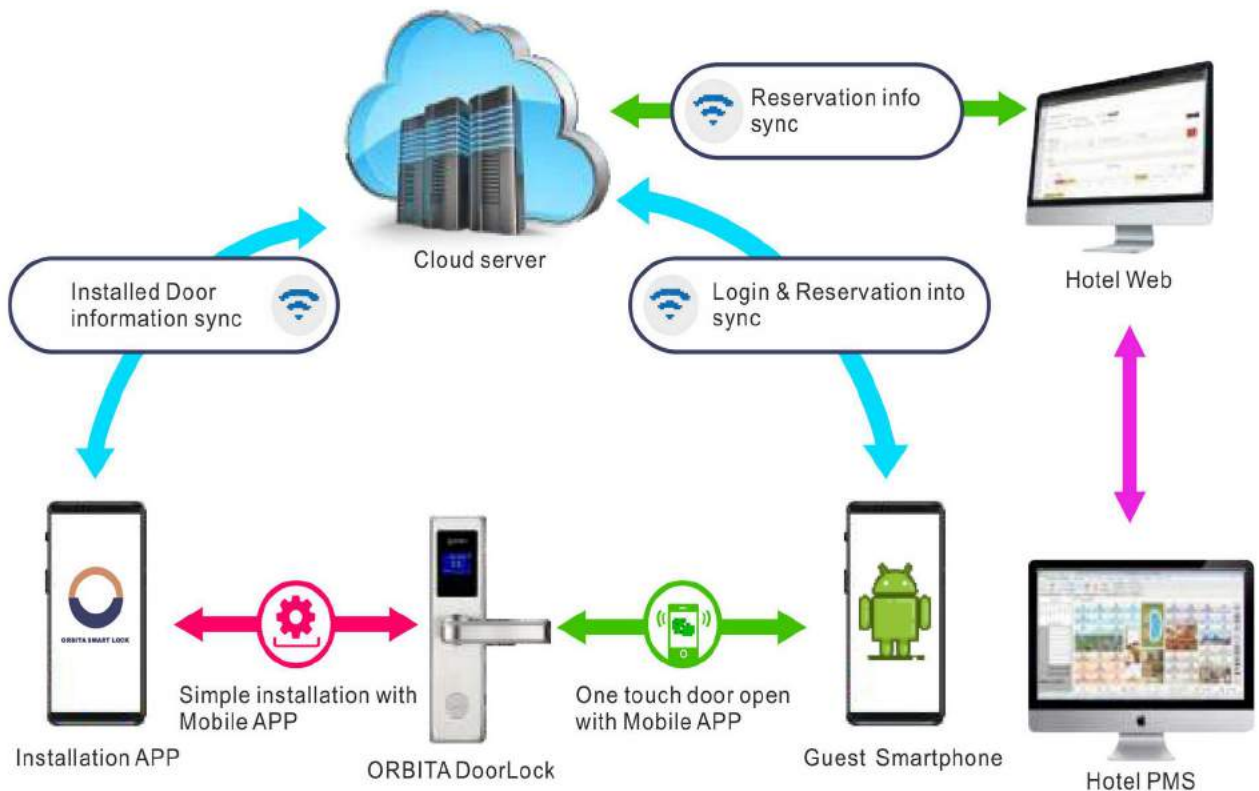 Reservation info
sync
Cloud server
Hotel Web
Installed Door
information sync
Login & Reservation into
sync
ORBITA SMART LOCK
Simple installation with
Mobile APP
One touch door open
with Mobile APP
Installation APP
ORBITA DoorLock
Guest Smartphone
Hotel PMS